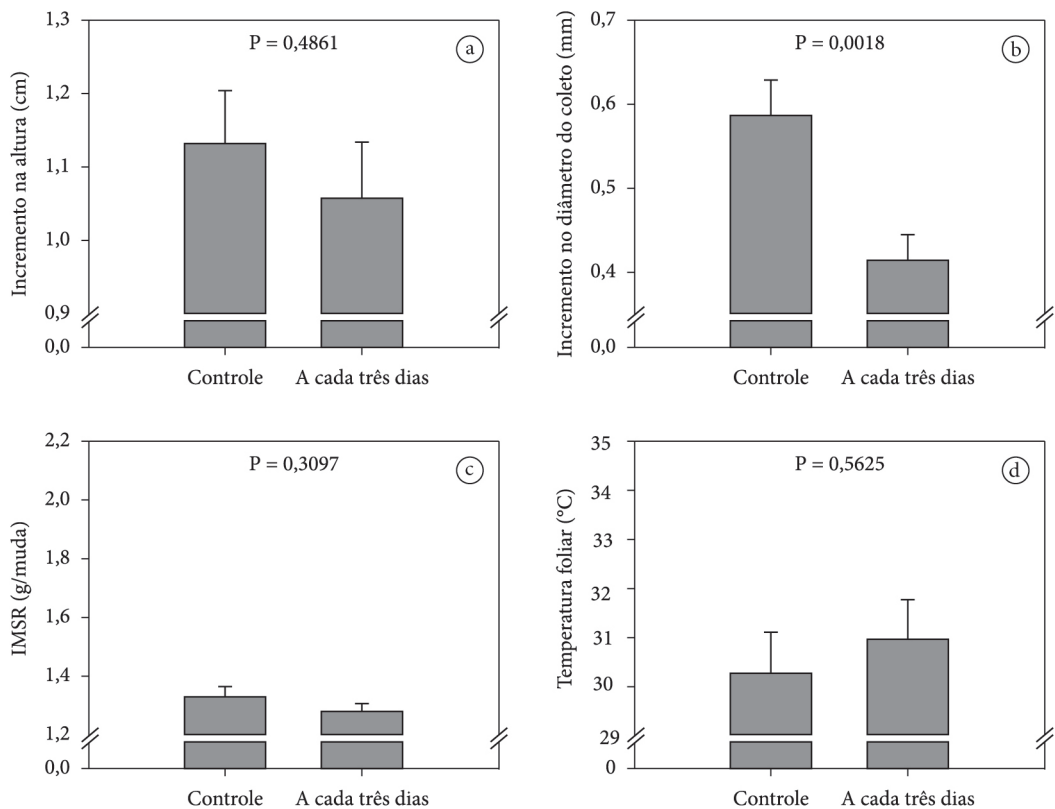 Incremento na altura (cm)
1,3
1,2
1,1
1,0
0,9
0,0
P = 0,4861
a
Controle
A cada três dias
Incremento no diâmetro do coleto (mm)
0,7
0,6
0,5
0,4
0,0
P = 0,0018
b
Controle
A cada três dias
IMSR (g/muda)
2,2
2,0
1,8
1,6
1,4
1,2
0,0
P = 0,3097
c
Controle
A cada três dias
Temperatura foliar (°C)
35
34
33
32
31
30
29
0
P = 0,5625
d
Controle
A cada três dias